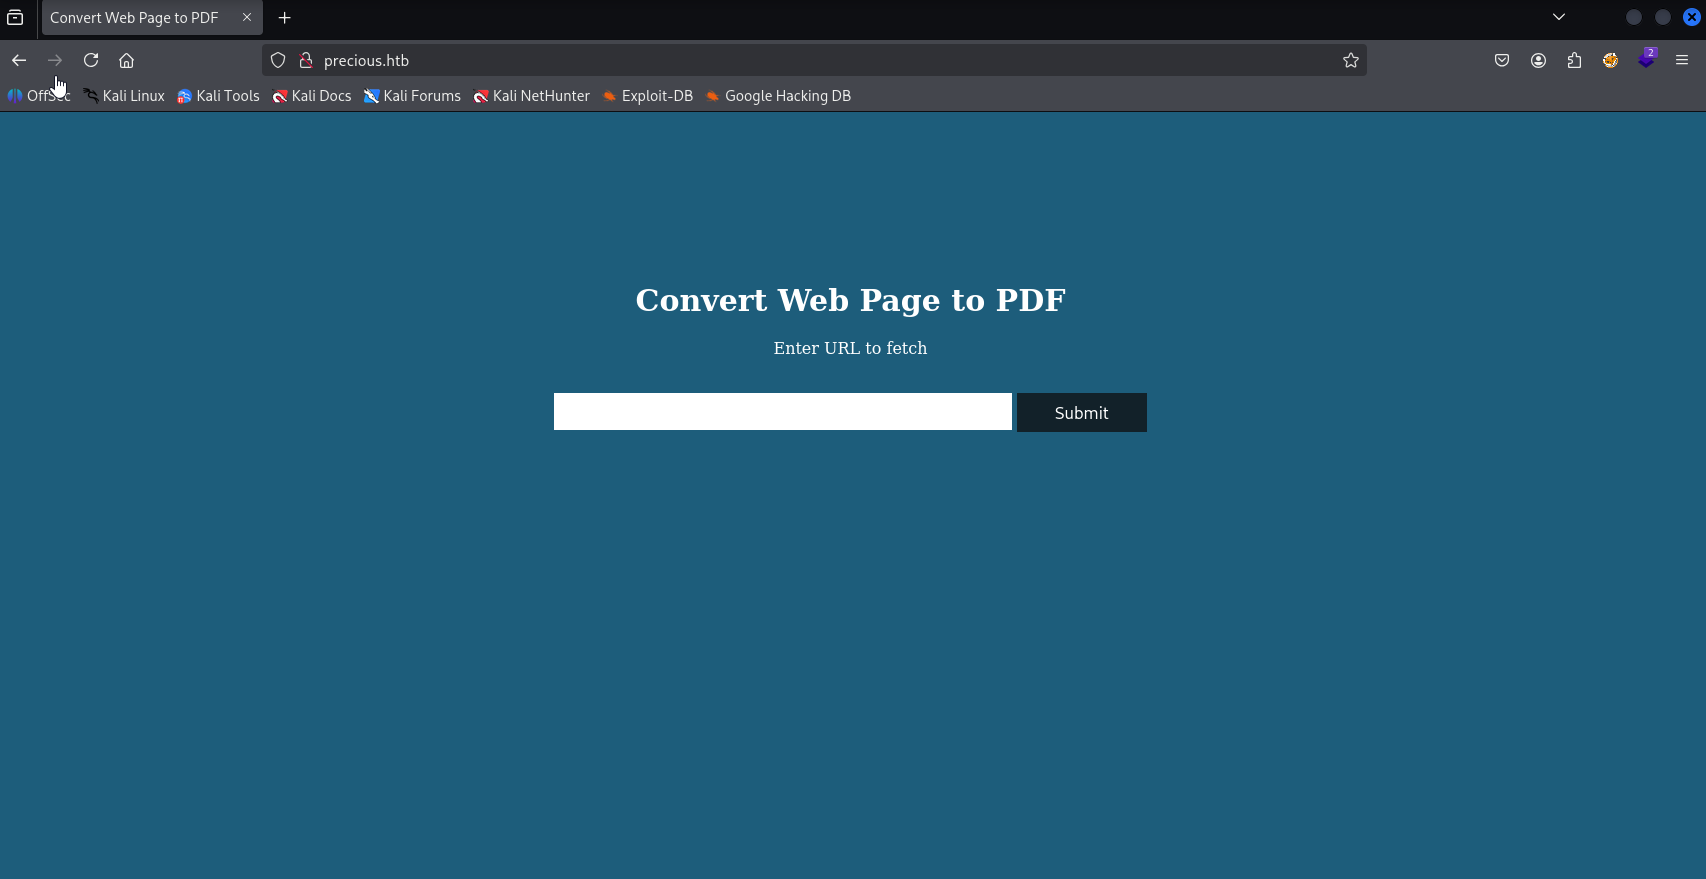 Convert Web Page to PDF
precious.htb
2
OffSec Kali Linux Kali Tools Kali Docs Kali Forums Kali NetHunter Exploit-DB Google Hacking DB
Convert Web Page to PDF
Enter URL to fetch
Submit